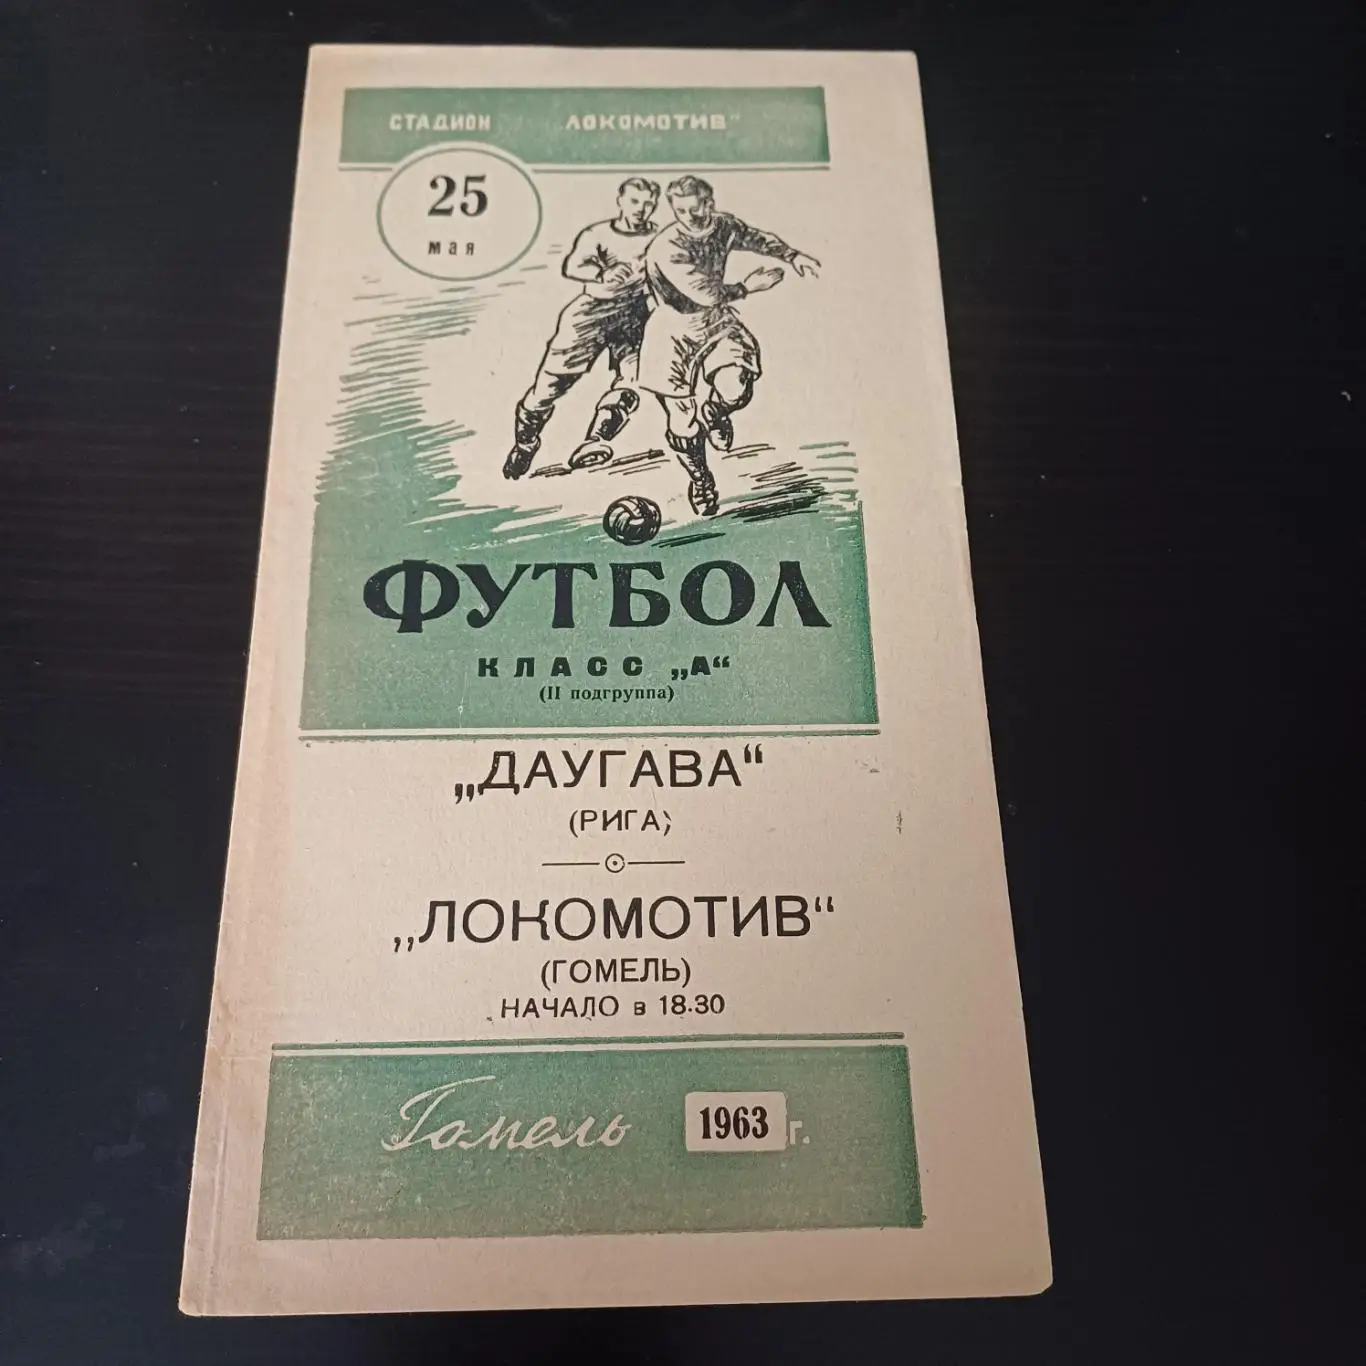 СТАДИОН „ЛОКОМОТИВ"
25
мая
ФУТБОЛ
КЛАСС „А“
(II подгруппа)
„ДАУГАВА“
(РИГА)
„ЛОКОМОТИВ“
(ГОМЕЛЬ)
НАЧАЛО в 18.30
Гомель 1963 г.